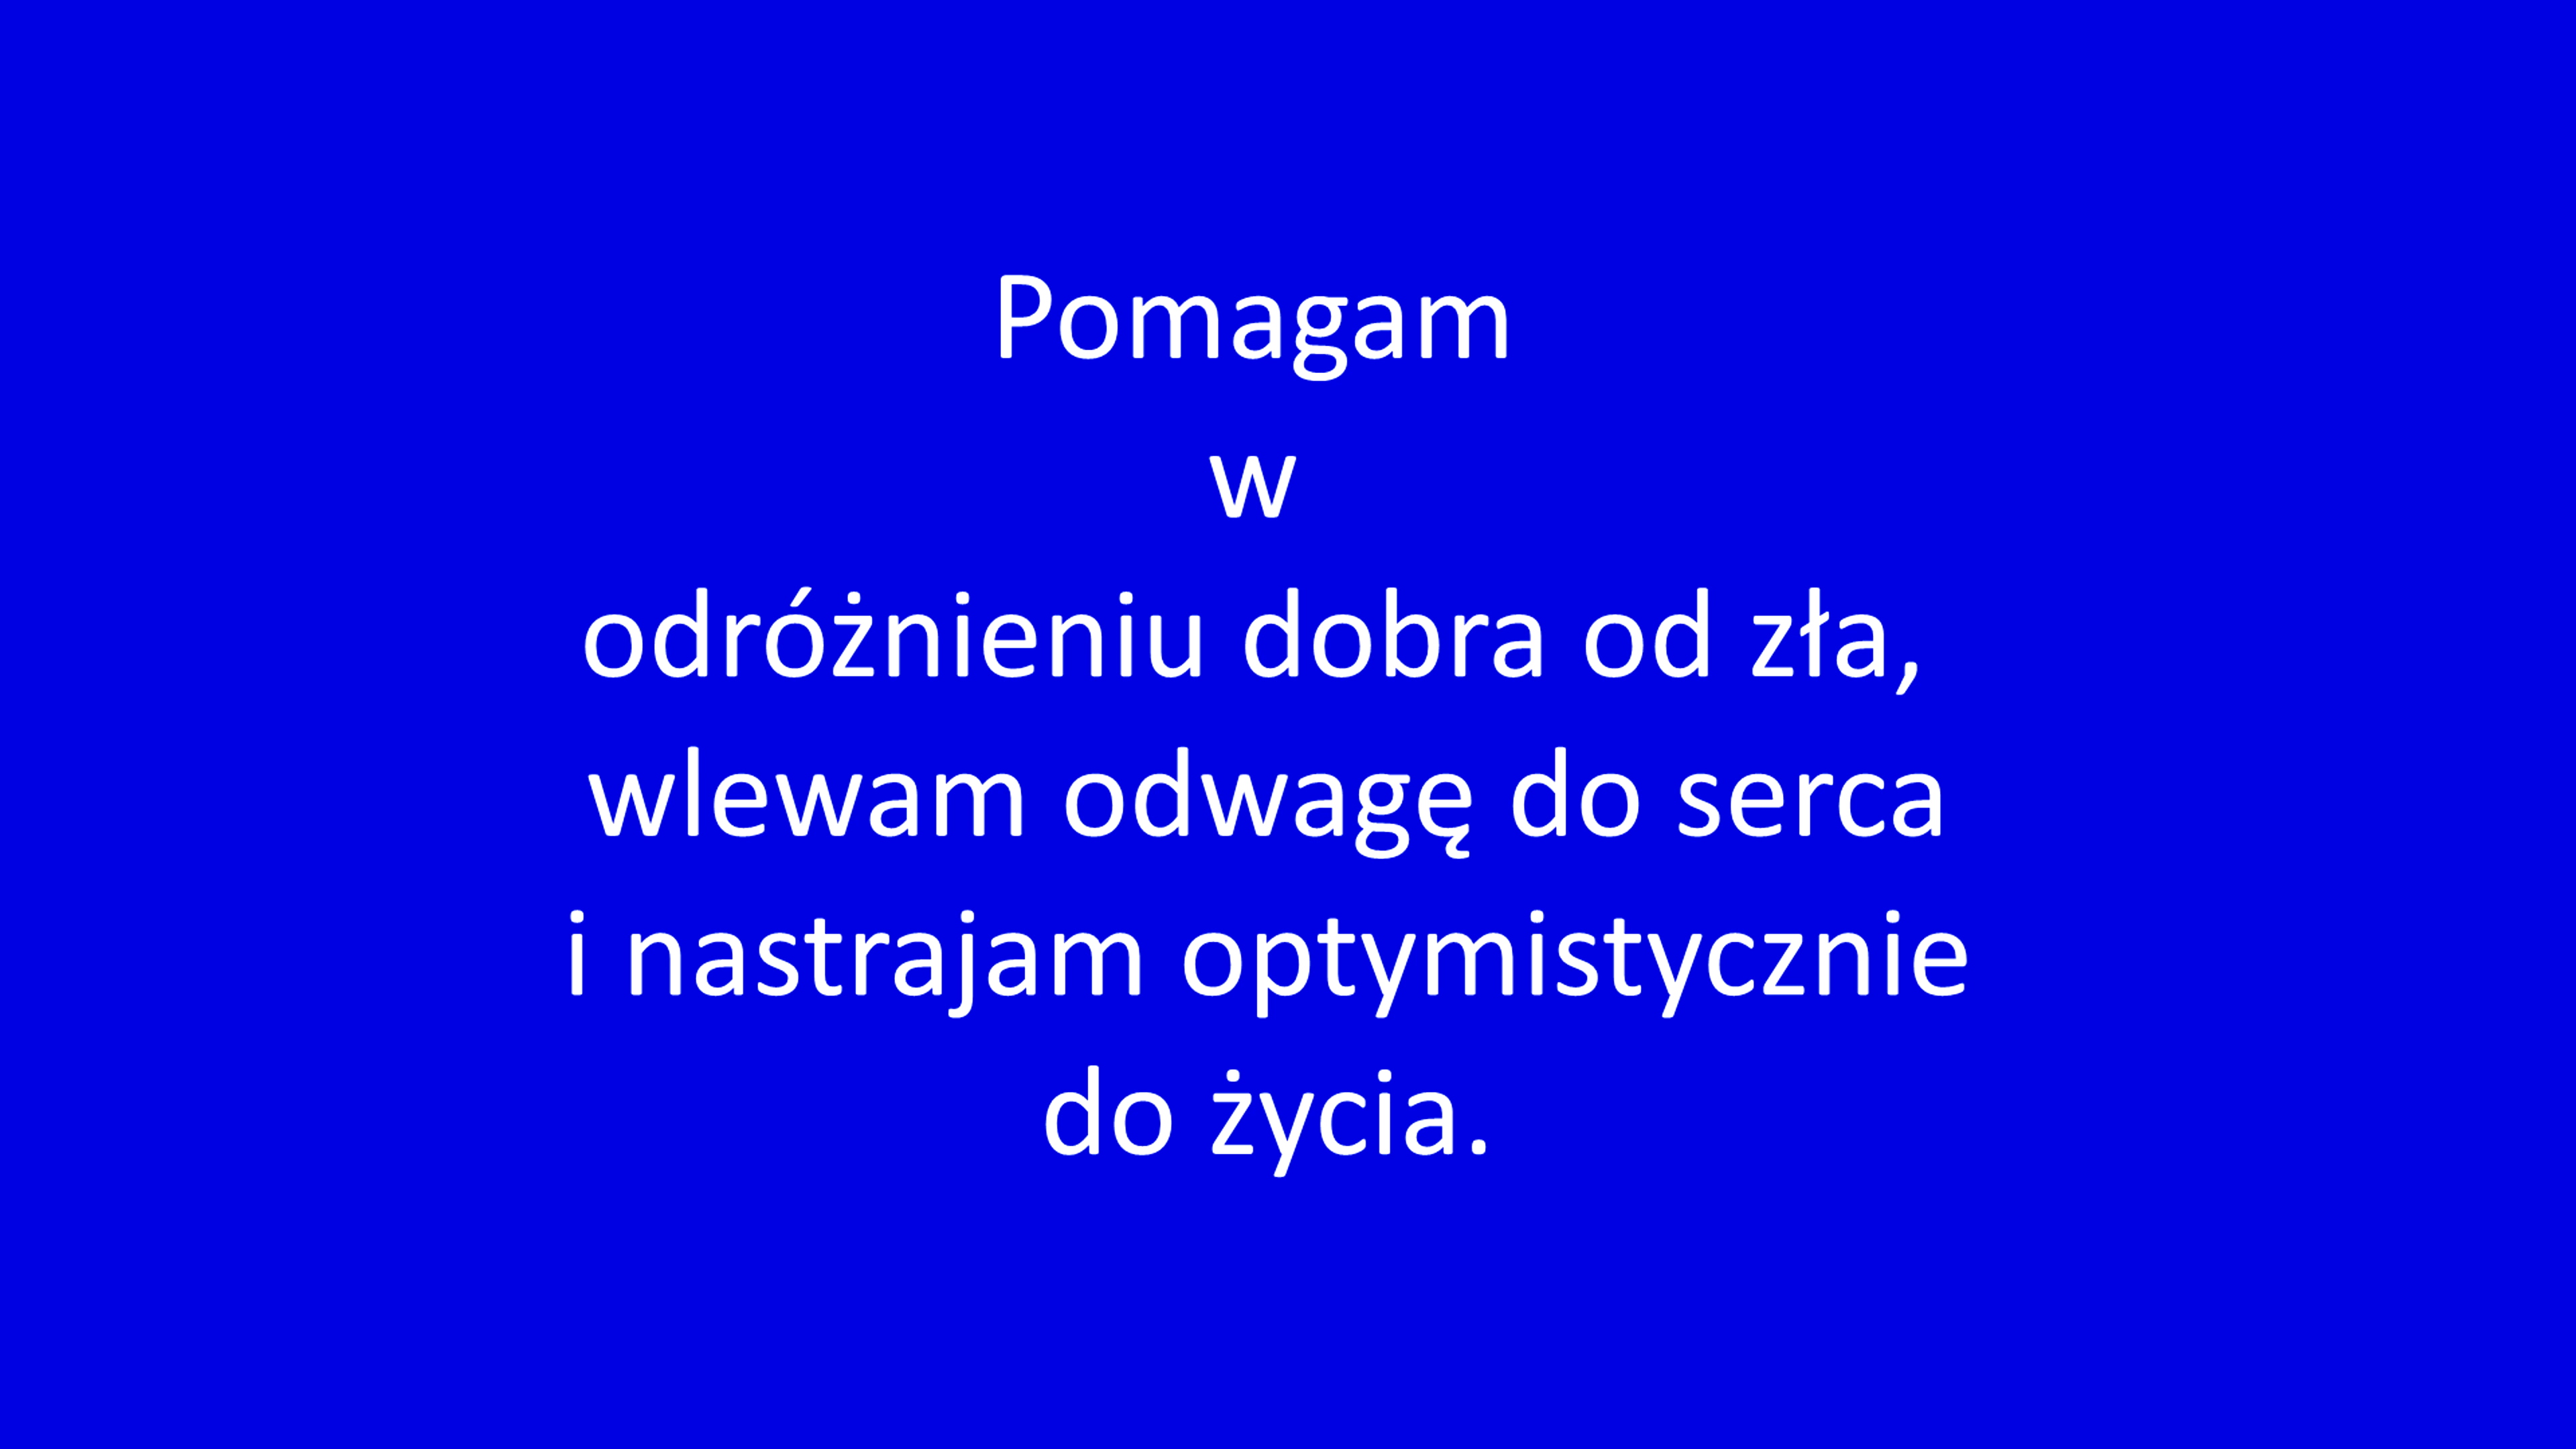 Pomagam
w
odróżnieniu dobra od zła,
wlewam odwagę do serca
i nastrajam optymistycznie
do życia.